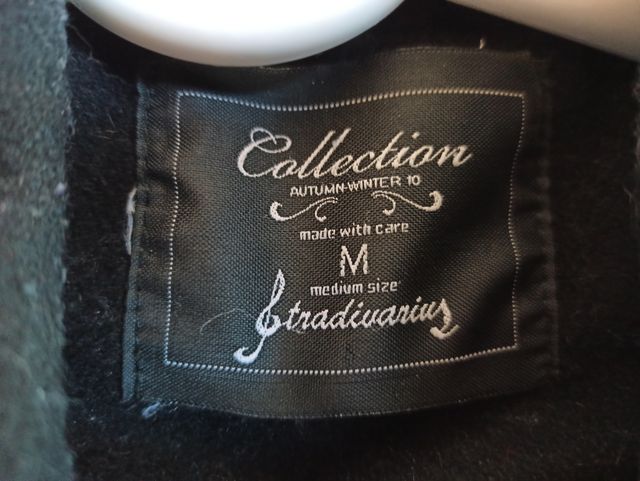 Collection
AUTUMN-WINTER 10
made with care
M
medium size
Stradivarius